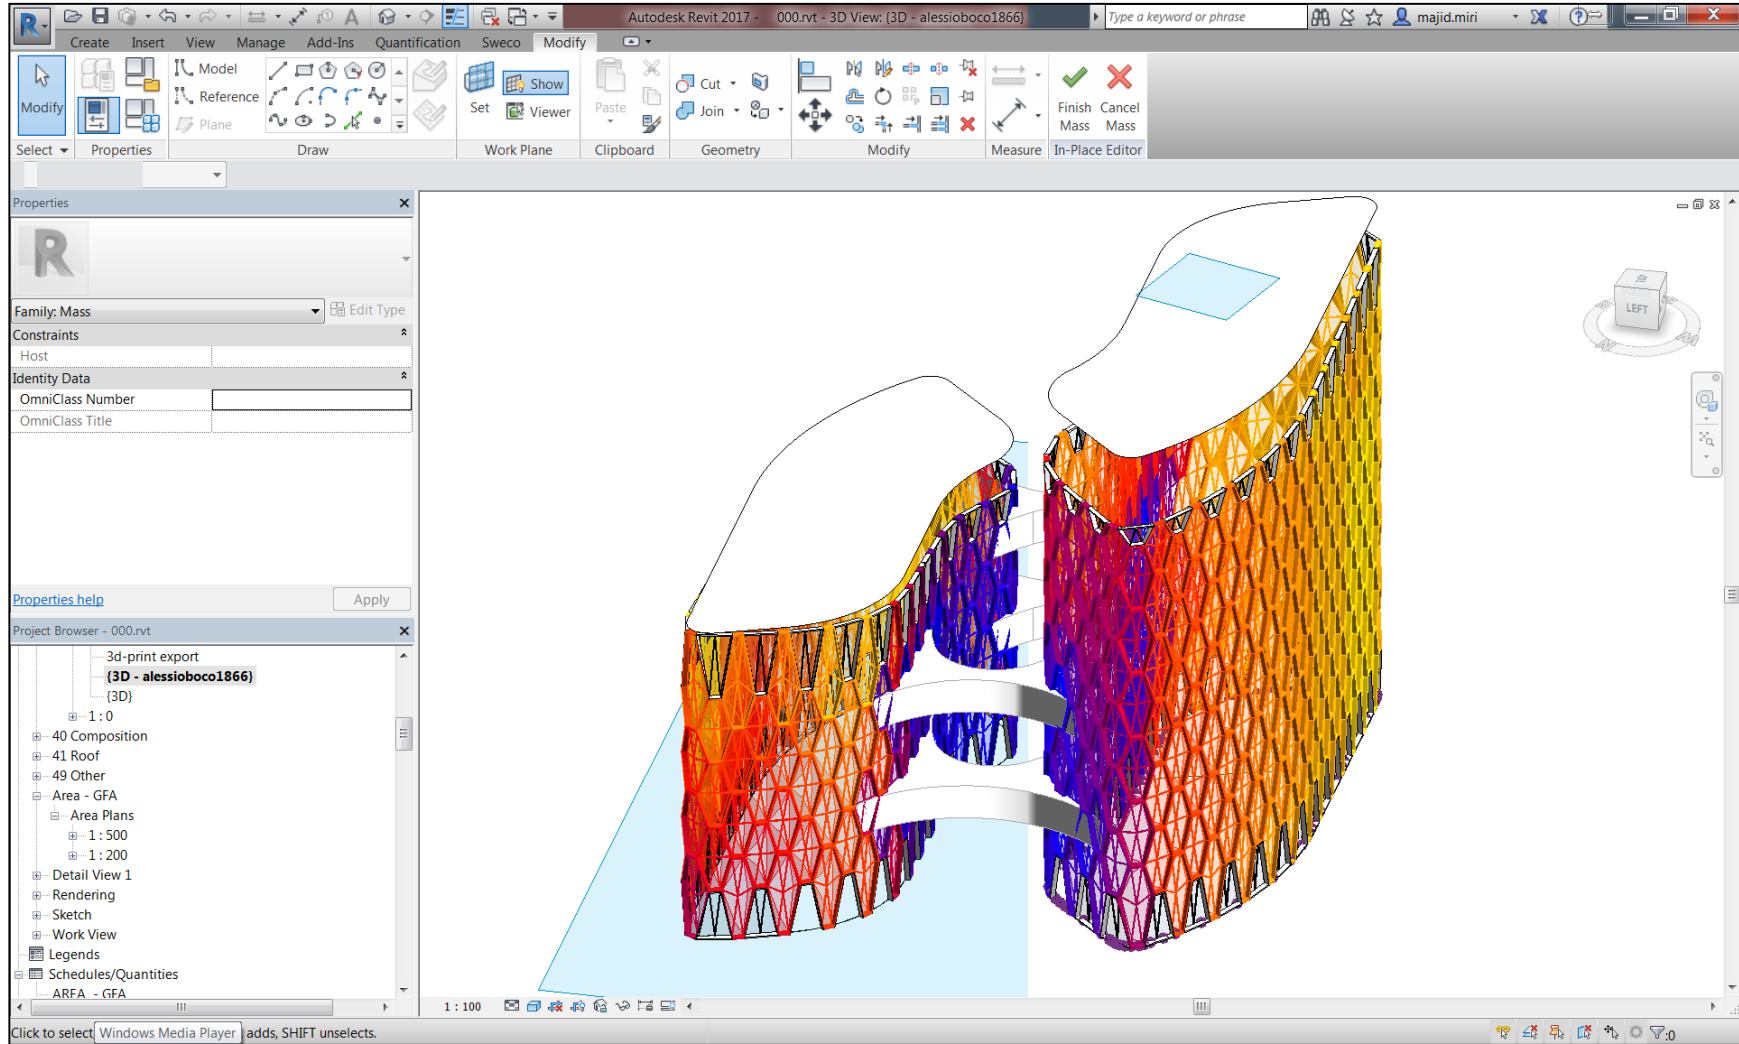 Autodesk Revit 2017 - 000.rvt - 3D View: {3D - alessioboco1866}
Type a keyword or phrase
majid.miri
Create Insert View Manage Add-Ins Quantification Sweco Modify
Modify
Model
Reference
Plane
Set
Show
Viewer
Paste
Cut
Join
Finish Mass
Cancel Mass
Select Properties Draw Work Plane Clipboard Geometry Modify Measure In-Place Editor
Properties
R
Family: Mass
Edit Type
Constraints
Host
Identity Data
OmniClass Number
OmniClass Title
Properties help
Apply
Project Browser - 000.rvt
3d-print export
{3D - alessioboco1866}
{3D}
1 : 0
40 Composition
41 Roof
49 Other
Area - GFA
Area Plans
1 : 500
1 : 200
Detail View 1
Rendering
Sketch
Work View
Legends
Schedules/Quantities
AREA - GFA
LEFT
1 : 100
Click to select
Windows Media Player
adds, SHIFT unselects.
:0